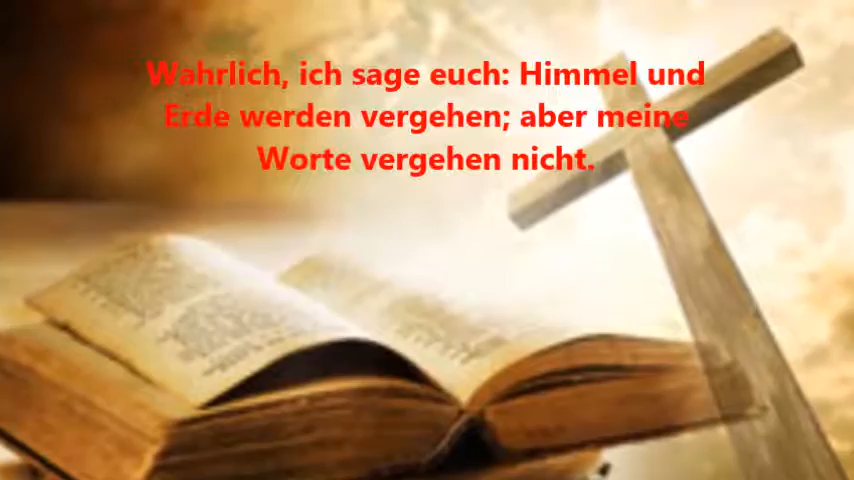 Wahrlich, ich sage euch: Himmel und
Erde werden vergehen; aber meine
Worte vergehen nicht.